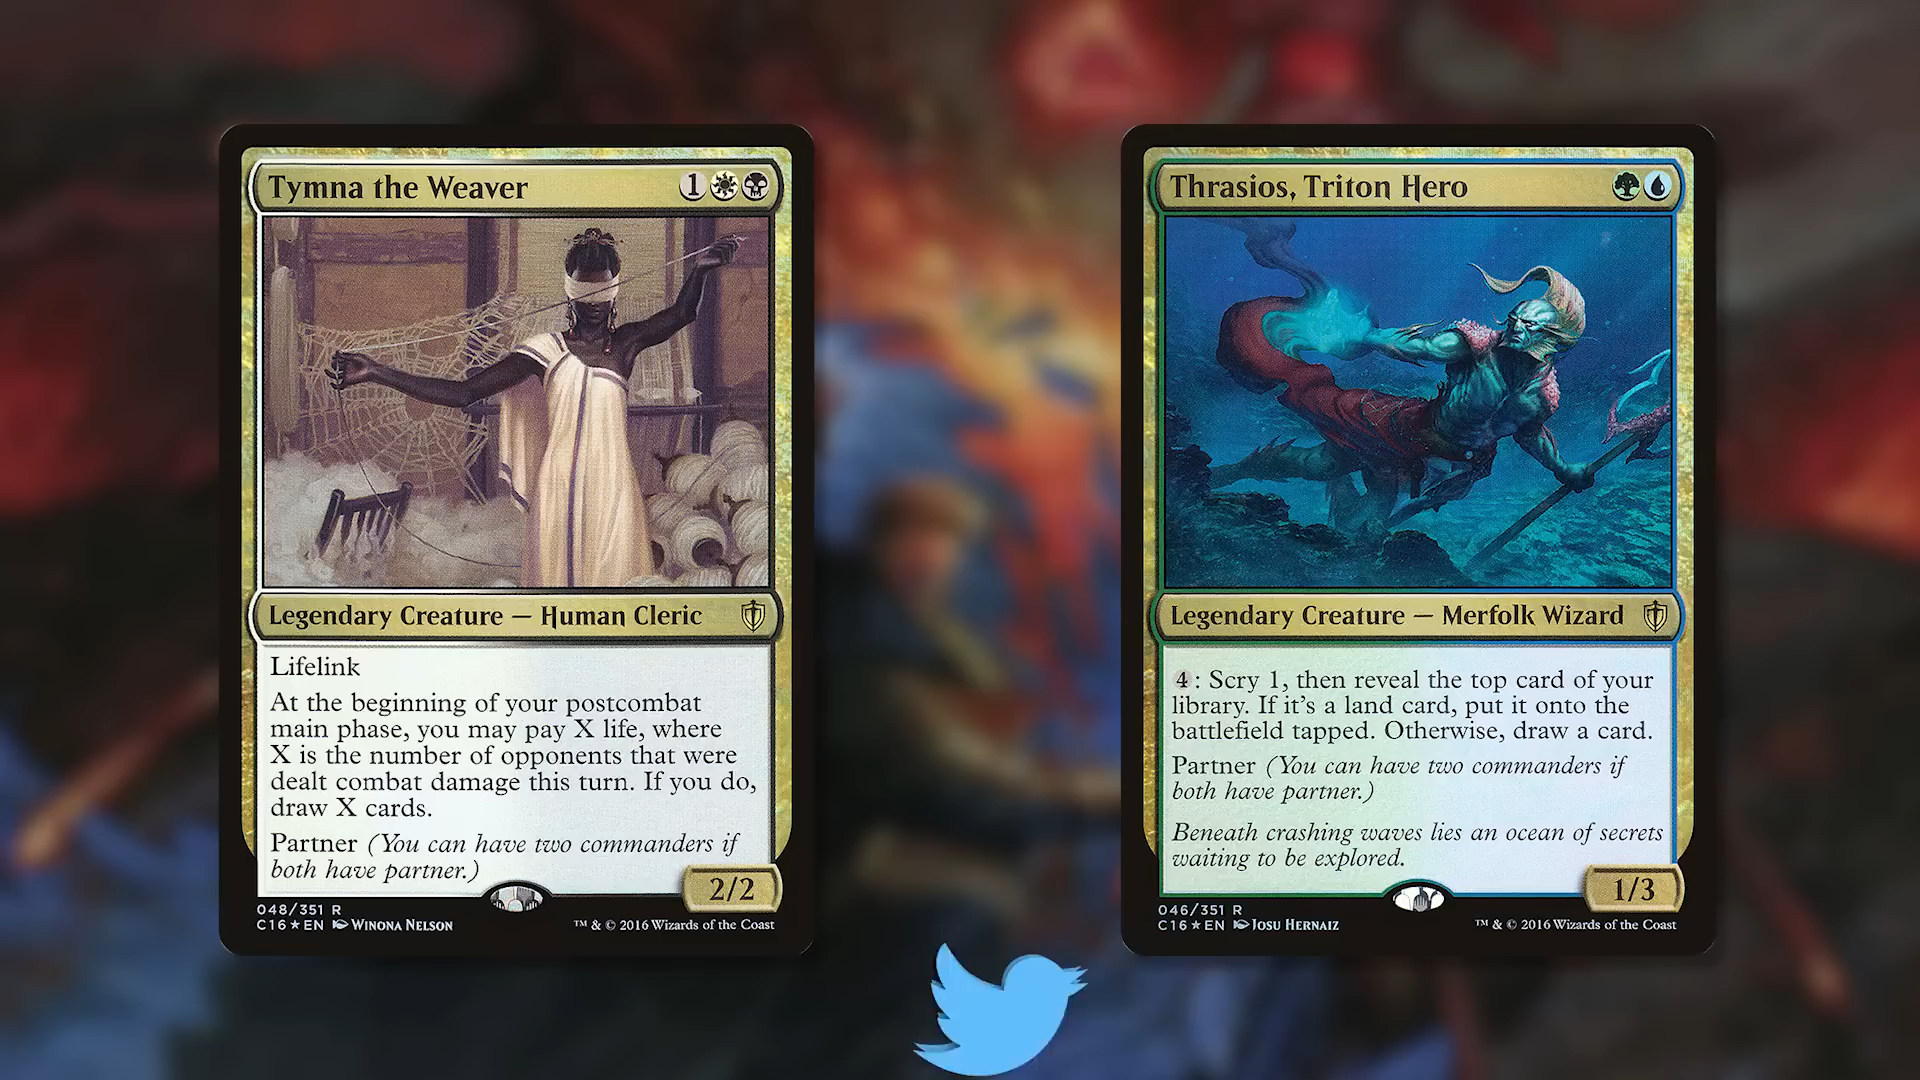 Tymna the Weaver 1
Legendary Creature — Human Cleric
Lifelink
At the beginning of your postcombat
main phase, you may pay X life, where
X is the number of opponents that were
dealt combat damage this turn. If you do,
draw X cards.
Partner (You can have two commanders if
both have partner.)
2/2
048/351 R
C16 ★ EN Winona Nelson
™ & © 2016 Wizards of the Coast
Thrasios, Triton Hero
Legendary Creature — Merfolk Wizard
4: Scry 1, then reveal the top card of your
library. If it's a land card, put it onto the
battlefield tapped. Otherwise, draw a card.
Partner (You can have two commanders if
both have partner.)
Beneath crashing waves lies an ocean of secrets
waiting to be explored.
1/3
046/351 R
C16 ★ EN Josu Hernaiz
™ & © 2016 Wizards of the Coast